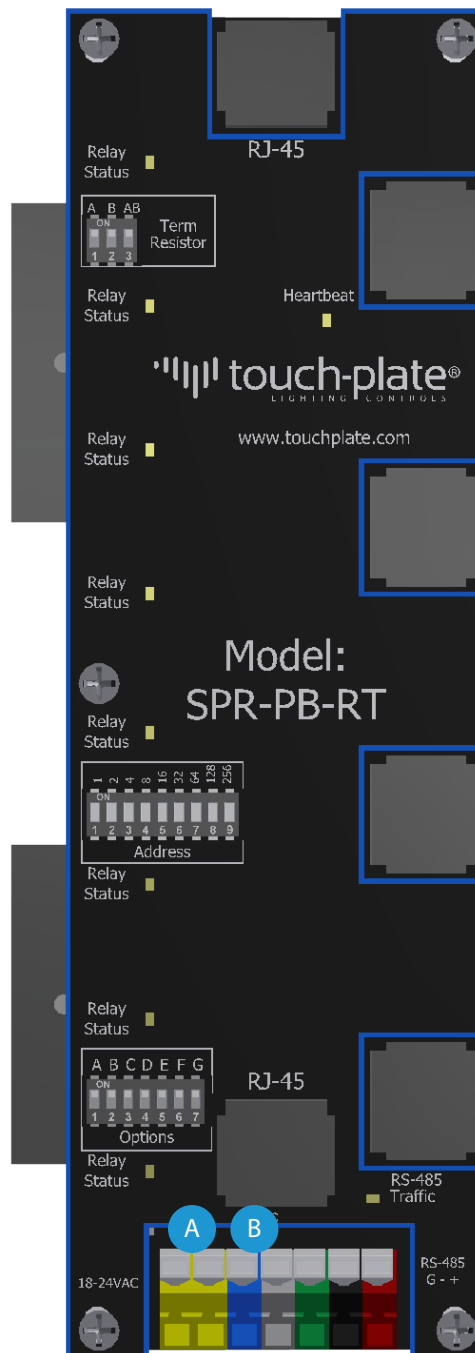 RJ-45
Relay
Status
A B AB
ON
1 2 3
Term
Resistor
Relay
Status
Heartbeat
touch-plate®
LIGHTING CONTROLS
www.touchplate.com
Relay
Status
Relay
Status
Model:
SPR-PB-RT
Relay
Status
1 2 4 8 16 32 64 128 256
ON
1 2 3 4 5 6 7 8 9
Address
Relay
Status
Relay
Status
A B C D E F G
ON
1 2 3 4 5 6 7
Options
RJ-45
Relay
Status
RS-485
Traffic
A B
18-24VAC
RS-485
G - +